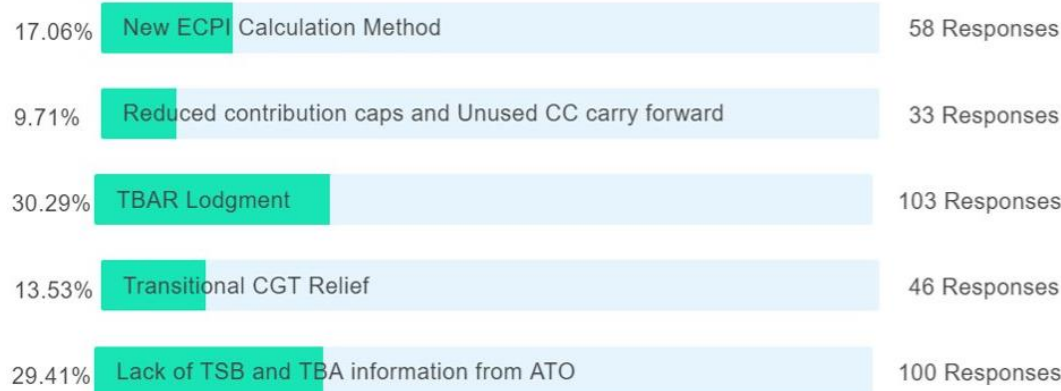 17.06% New ECPI Calculation Method 58 Responses
9.71% Reduced contribution caps and Unused CC carry forward 33 Responses
30.29% TBAR Lodgment 103 Responses
13.53% Transitional CGT Relief 46 Responses
29.41% Lack of TSB and TBA information from ATO 100 Responses